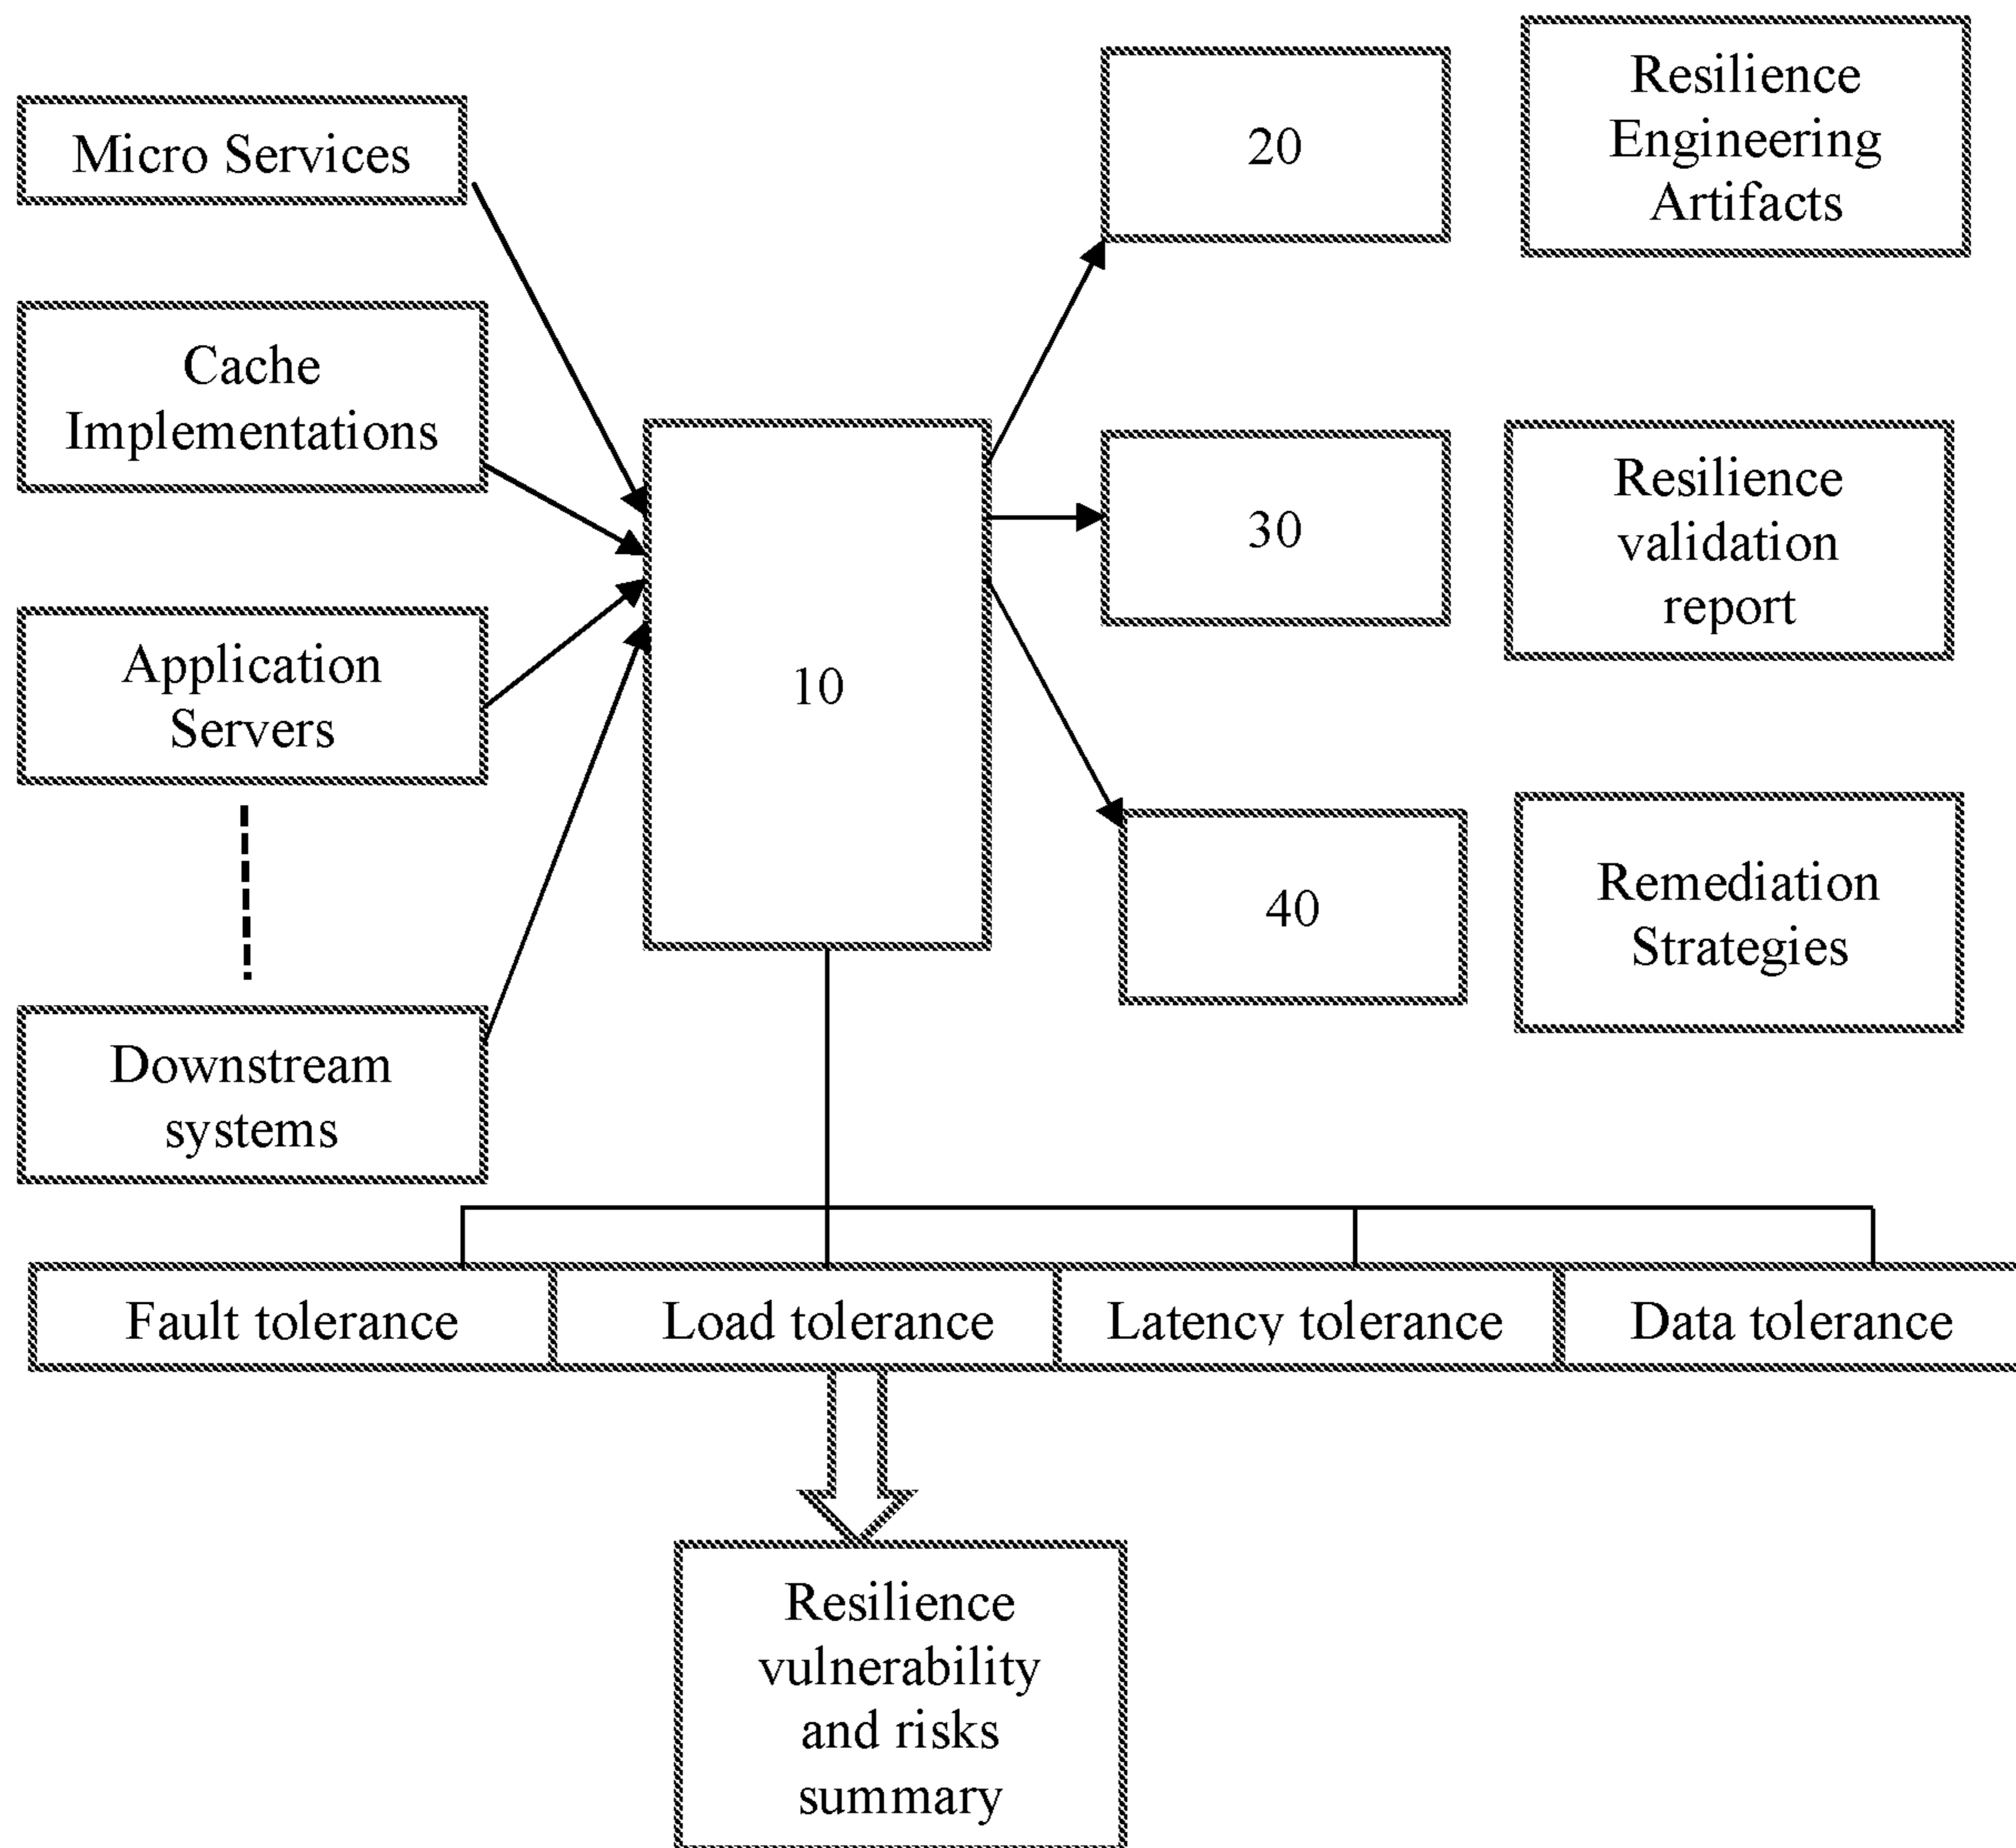 Micro Services
Cache
Implementations
Application
Servers
Downstream
systems
10
20
30
40
Resilience
Engineering
Artifacts
Resilience
validation
report
Remediation
Strategies
Fault tolerance
Load tolerance
Latency tolerance
Data tolerance
Resilience
vulnerability
and risks
summary